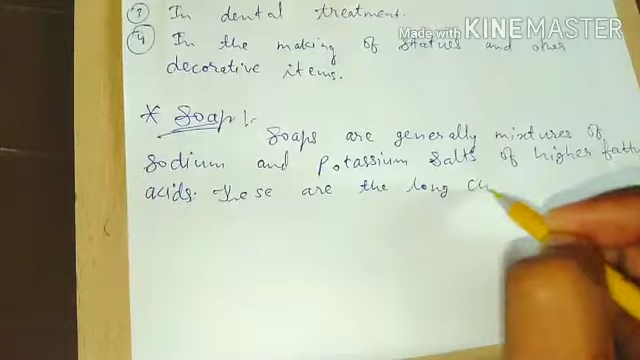 ③ In dental treatment.
Made with KINEMASTER
④ In the making of statues and other
decorative items.
* Soap :-
Soaps are generally mixtures of
Sodium and Potassium Salts of higher fatty
acids. These are the long